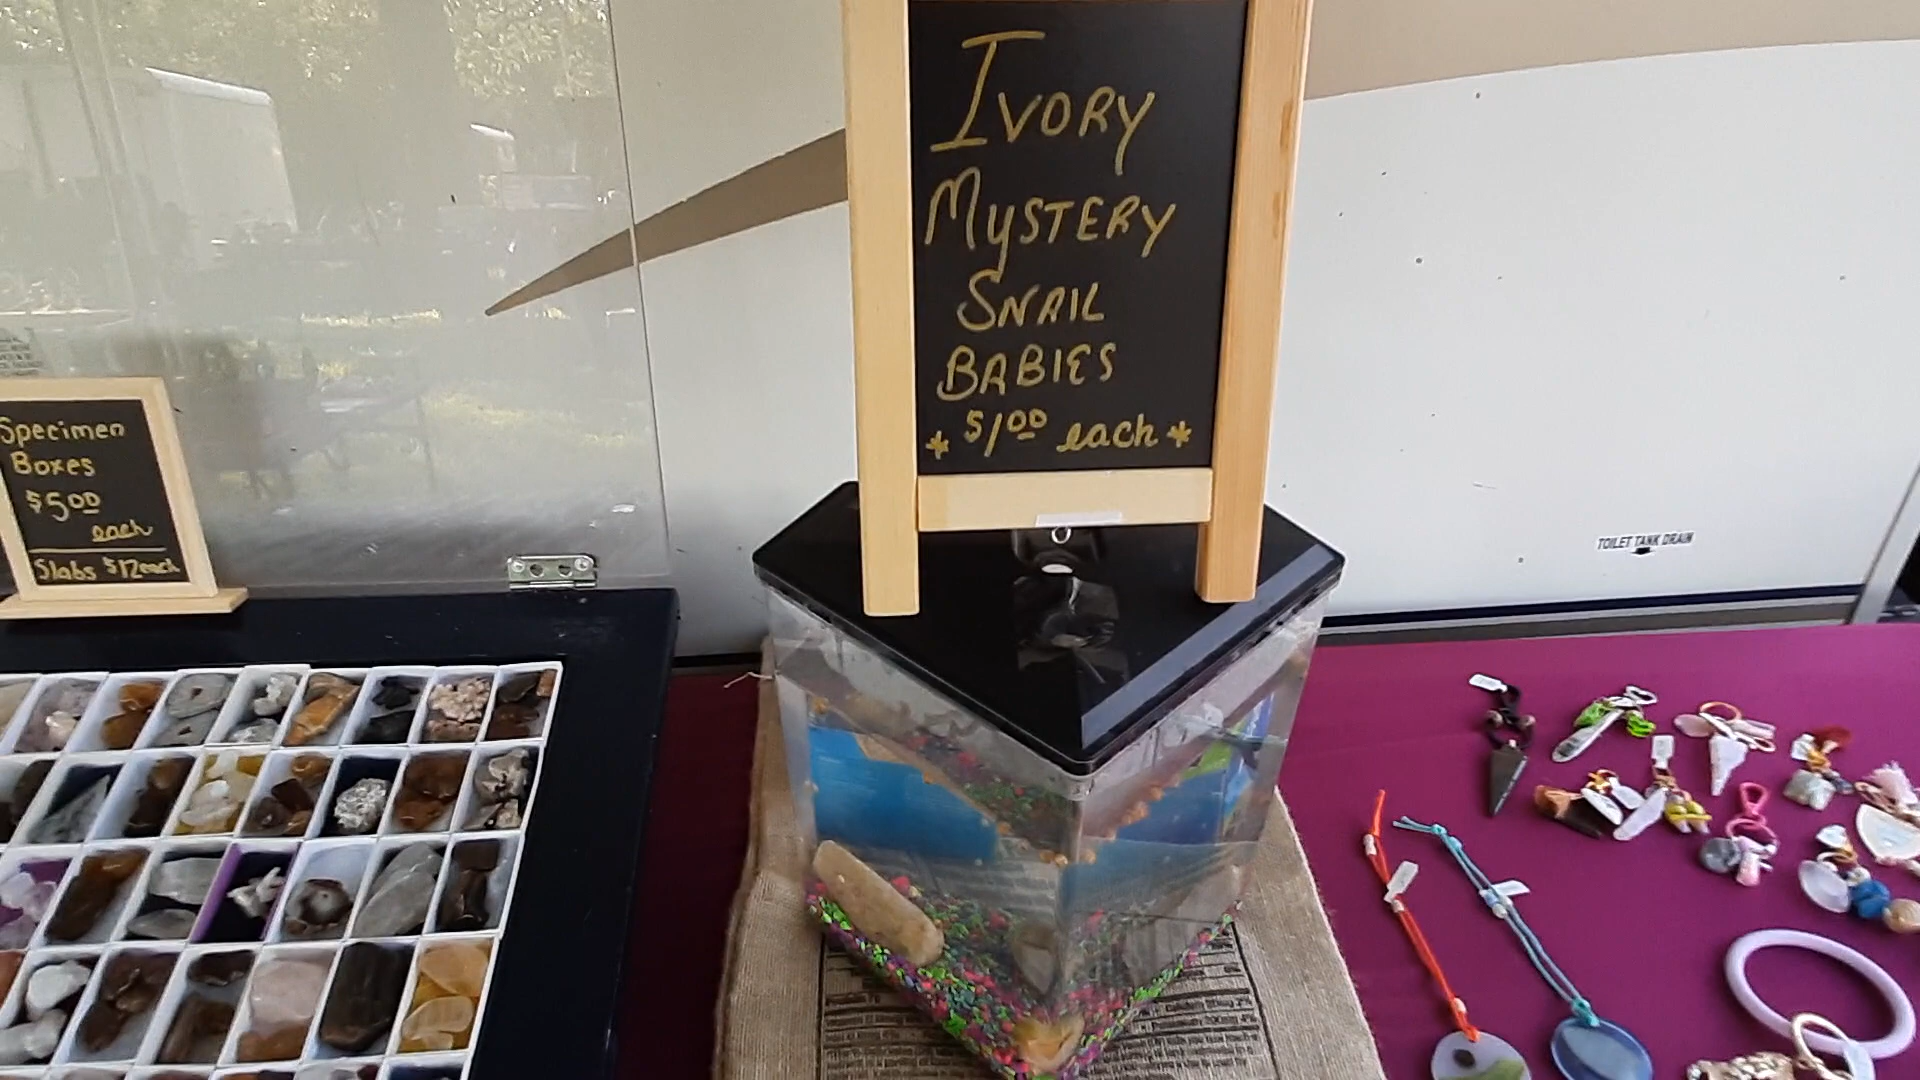 Ivory
Mystery
Snail
Babies
* $1.00 each *
Specimen
Boxes
$5.00
each
Slabs $12 each
TOILET TANK DRAIN